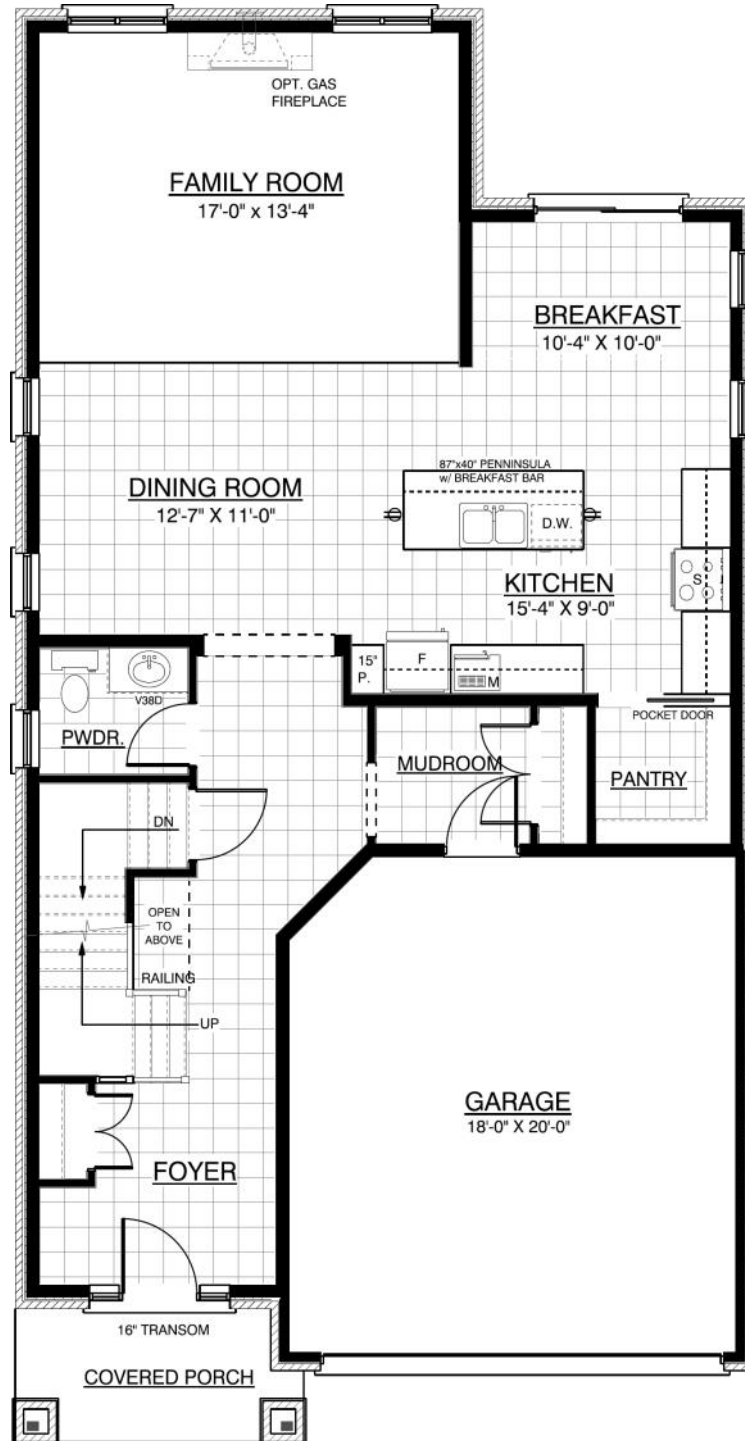 OPT. GAS
FIREPLACE
FAMILY ROOM
17'-0" x 13'-4"
BREAKFAST
10'-4" X 10'-0"
87"x40" PENNINSULA
w/ BREAKFAST BAR
DINING ROOM
12'-7" X 11'-0"
D.W.
KITCHEN
15'-4" X 9'-0"
S
15"
P.
F
M
V38D
PWDR.
POCKET DOOR
MUDROOM
PANTRY
DN
OPEN
TO
ABOVE
RAILING
UP
GARAGE
18'-0" X 20'-0"
FOYER
16" TRANSOM
COVERED PORCH